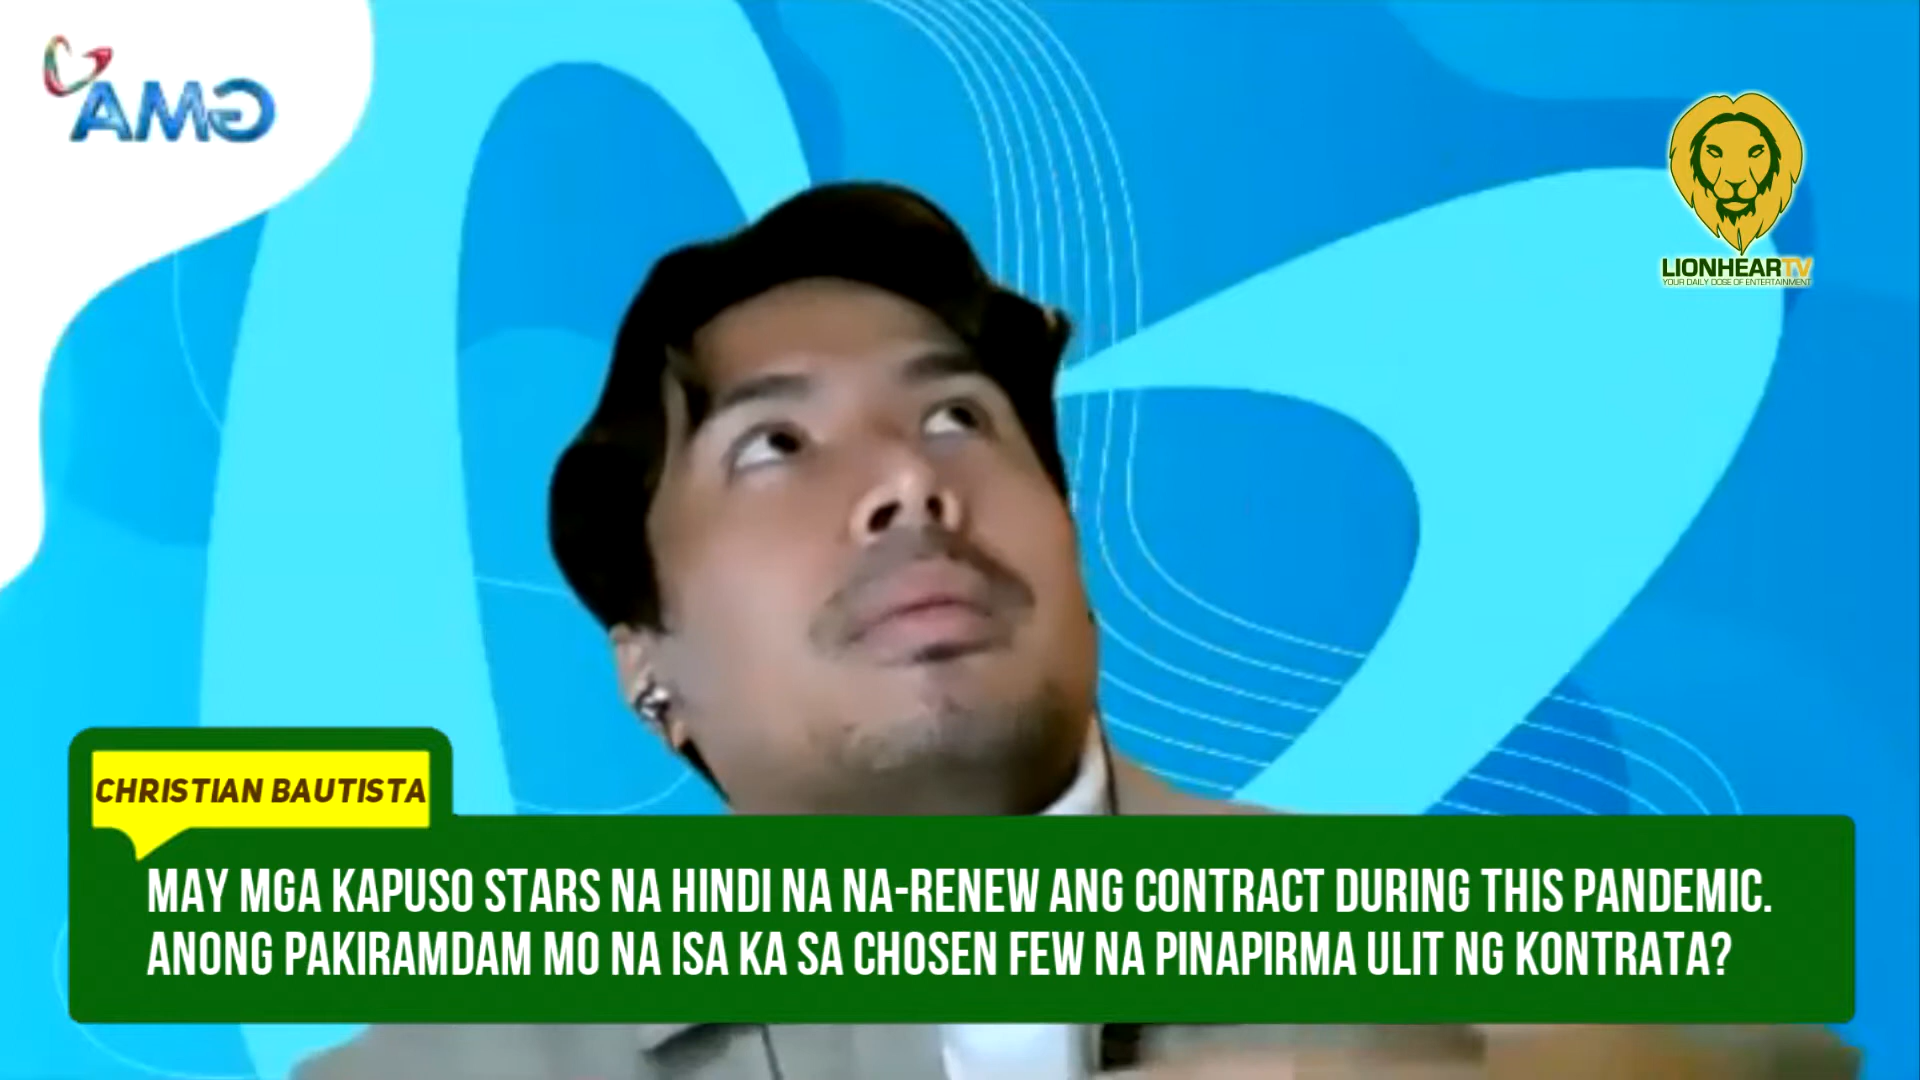 GMA
LIONHEARTV
YOUR DAILY DOSE OF ENTERTAINMENT
CHRISTIAN BAUTISTA
MAY MGA KAPUSO STARS NA HINDI NA NA-RENEW ANG CONTRACT DURING THIS PANDEMIC.
ANONG PAKIRAMDAM MO NA ISA KA SA CHOSEN FEW NA PINAPIRMA ULIT NG KONTRATA?